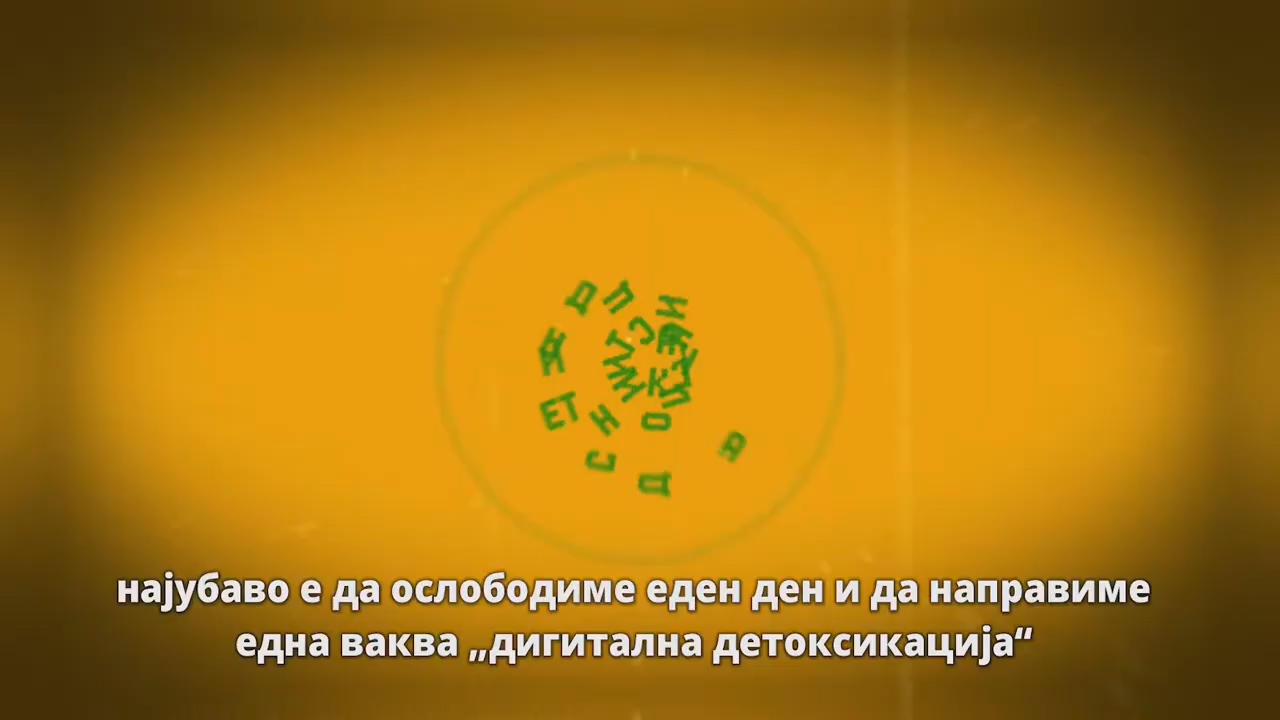 најубаво е да ослободиме еден ден и да направиме
една ваква „дигитална детоксикација“